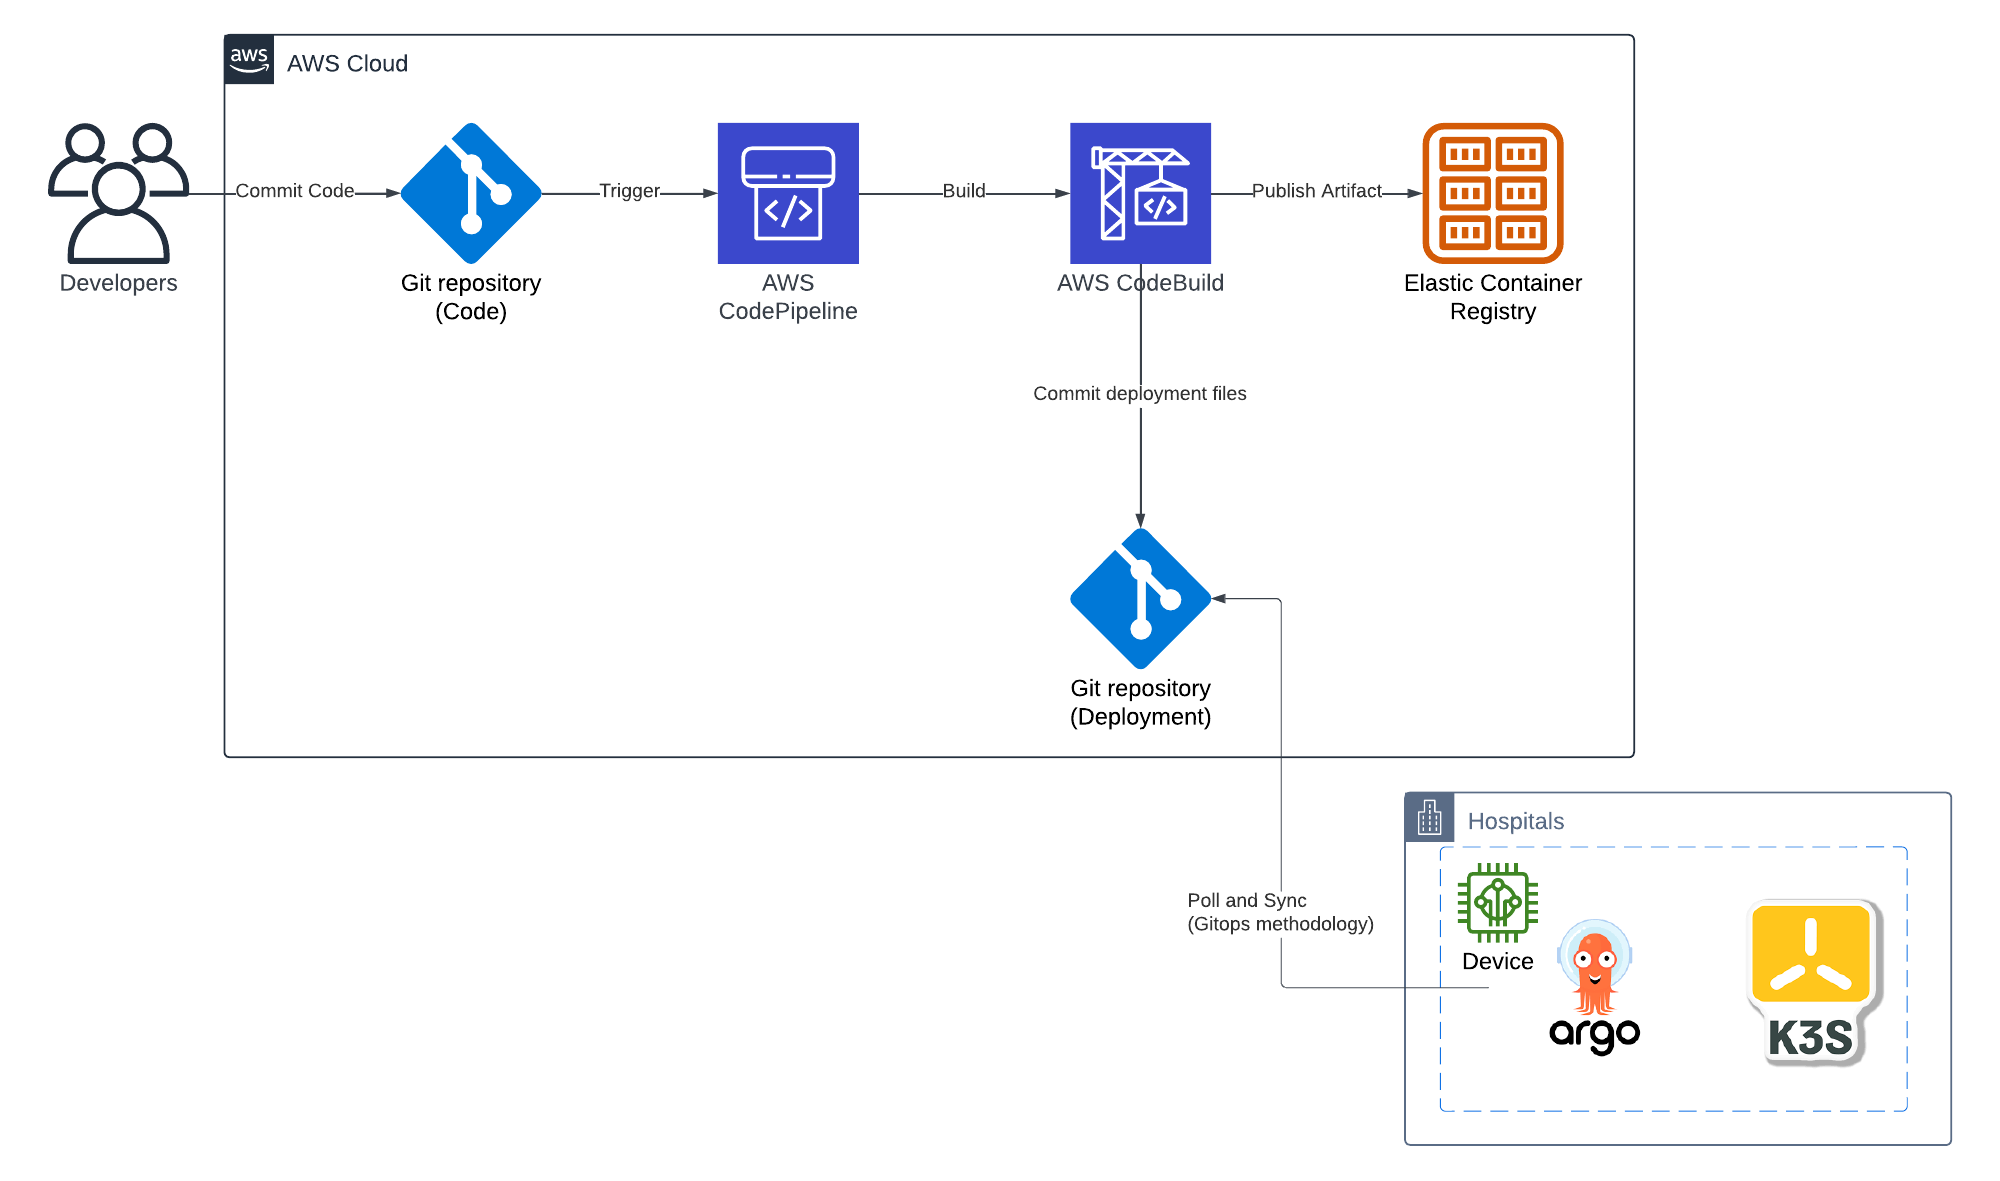 aws
AWS Cloud
Commit Code
Trigger
Build
Publish Artifact
Developers
Git repository
(Code)
AWS
CodePipeline
AWS CodeBuild
Elastic Container
Registry
Commit deployment files
Git repository
(Deployment)
Hospitals
Poll and Sync
(Gitops methodology)
Device
argo
K3S